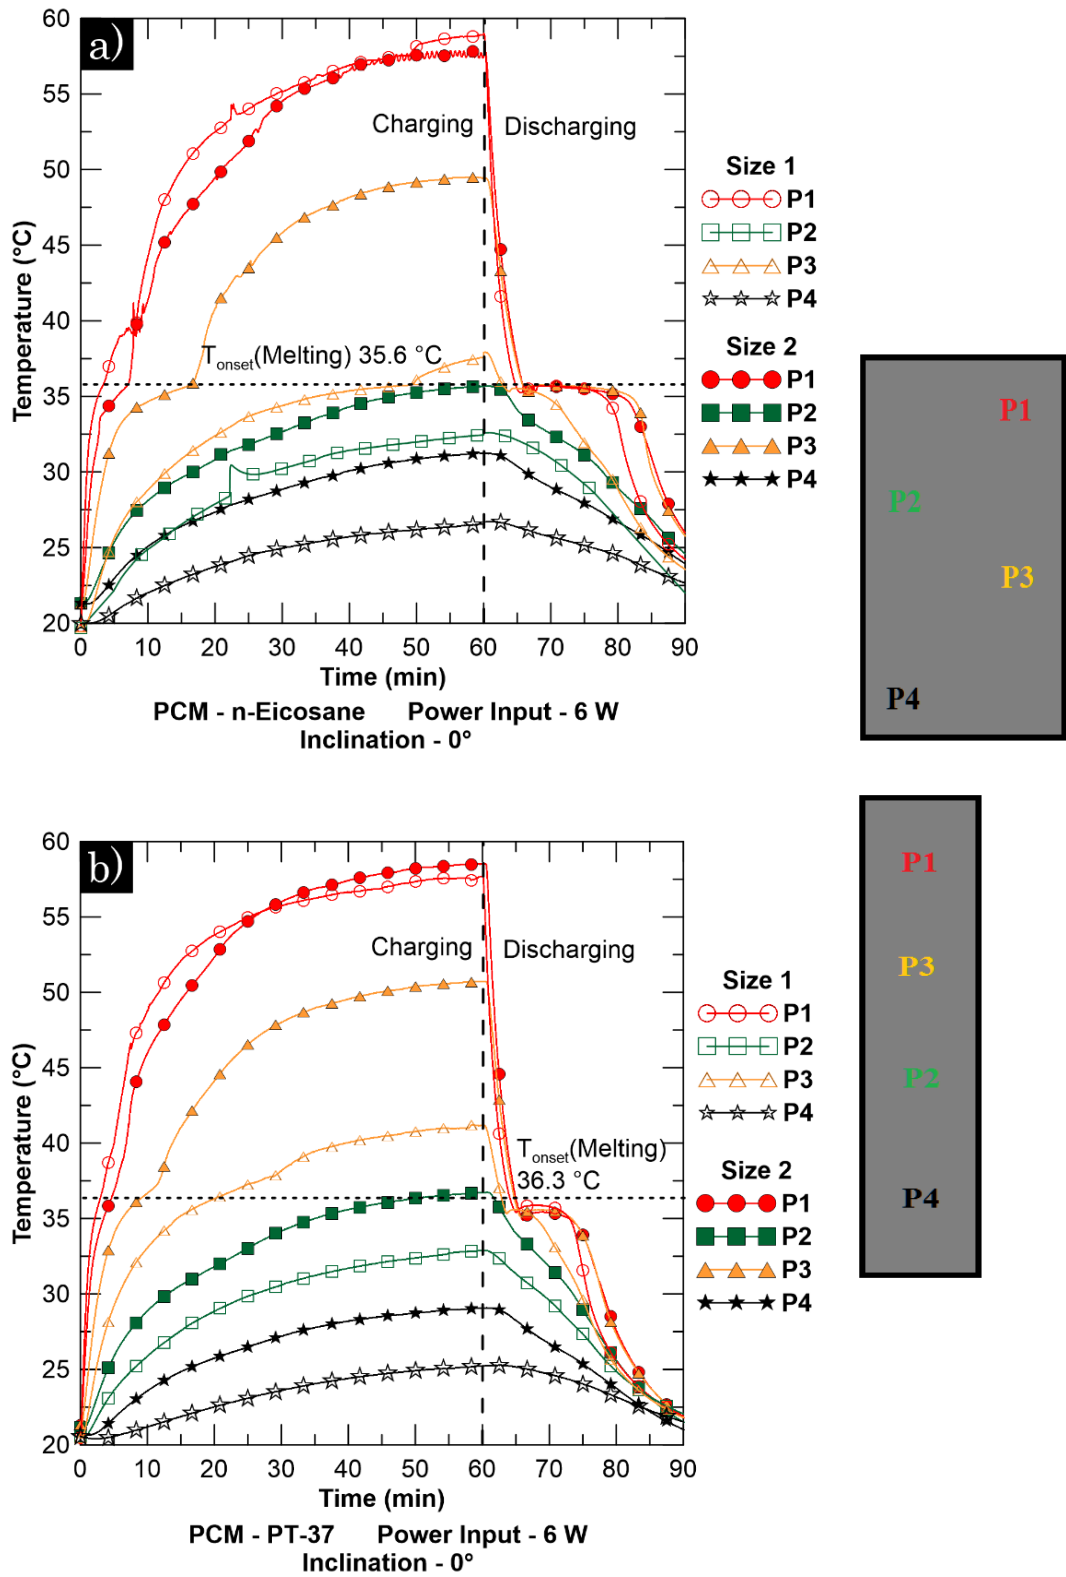 a)
60
55
50
45
40
35
30
25
20
Temperature (°C)
Charging
Discharging
Tonset(Melting) 35.6 °C
0 10 20 30 40 50 60 70 80 90
Time (min)
PCM - n-Eicosane Power Input - 6 W
Inclination - 0°
Size 1
P1
P2
P3
P4
Size 2
P1
P2
P3
P4
P1
P2
P3
P4
b)
60
55
50
45
40
35
30
25
20
Temperature (°C)
Charging
Discharging
Tonset(Melting)
36.3 °C
0 10 20 30 40 50 60 70 80 90
Time (min)
PCM - PT-37 Power Input - 6 W
Inclination - 0°
Size 1
P1
P2
P3
P4
Size 2
P1
P2
P3
P4
P1
P3
P2
P4